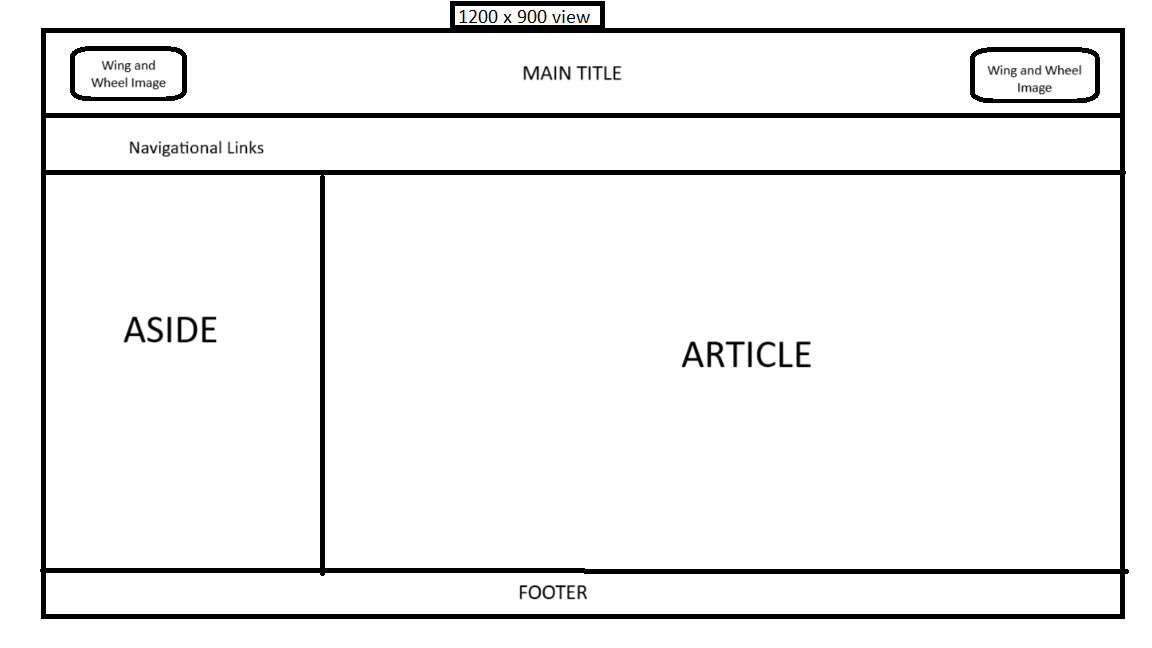 1200 x 900 view
Wing and
Wheel Image
MAIN TITLE
Wing and Wheel
Image
Navigational Links
ASIDE
ARTICLE
FOOTER